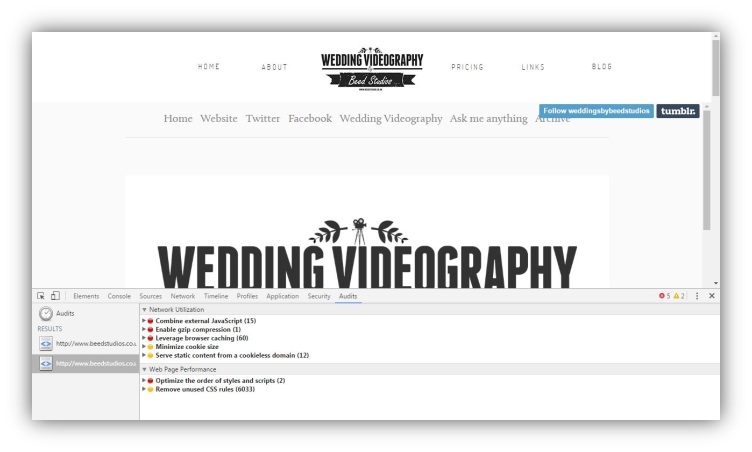 HOME ABOUT PRICING LINKS BLOG
WEDDING VIDEOGRAPHY
by
Beed Studios
Follow weddingsbybeedstudios tumblr.
Home Website Twitter Facebook Wedding Videography Ask me anything Archive
WEDDING VIDEOGRAPHY
Elements Console Sources Network Timeline Profiles Application Security Audits 5 2
Audits
RESULTS
http://www.beedstudios.co.u
http://www.beedstudios.co.u
Network Utilization
Combine external JavaScript (15)
Enable gzip compression (1)
Leverage browser caching (60)
Minimize cookie size
Serve static content from a cookieless domain (12)
Web Page Performance
Optimize the order of styles and scripts (2)
Remove unused CSS rules (6033)